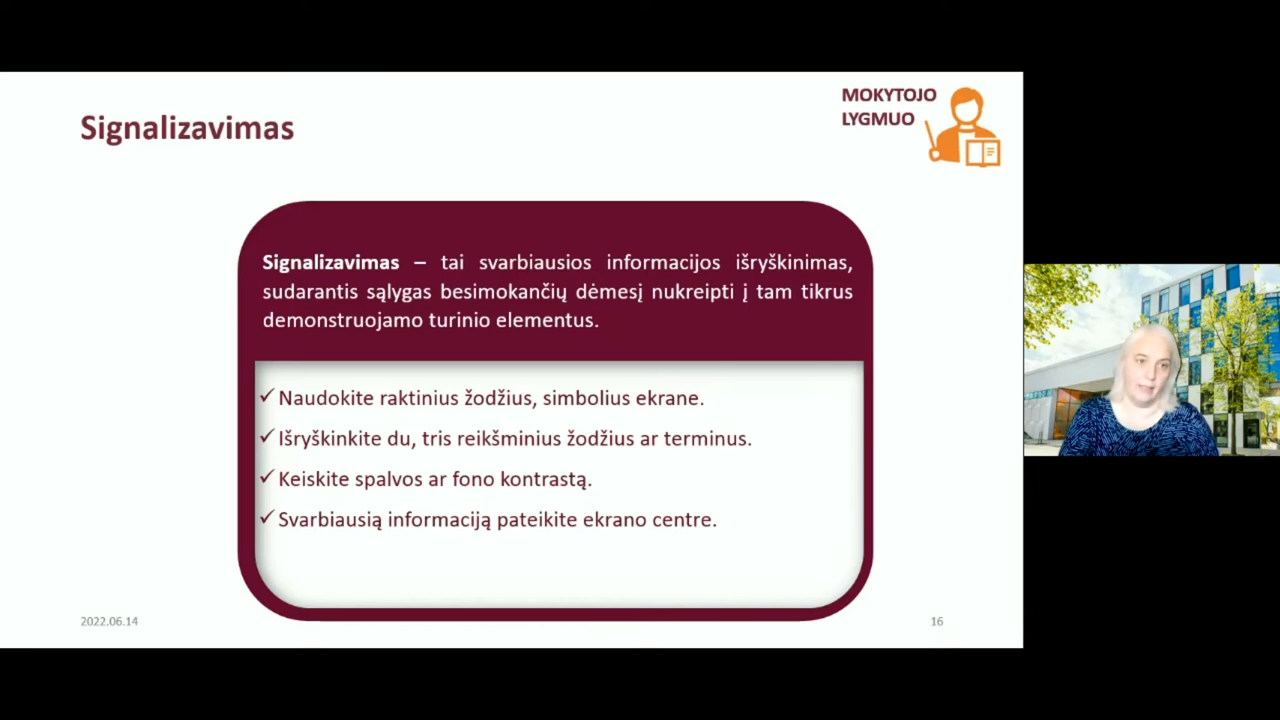 MOKYTOJO
LYGMUO
Signalizavimas
Signalizavimas – tai svarbiausios informacijos išryškinimas,
sudarantis sąlygas besimokančių dėmesį nukreipti į tam tikrus
demonstruojamo turinio elementus.
✓Naudokite raktinius žodžius, simbolius ekrane.
✓Išryškinkite du, tris reikšminius žodžius ar terminus.
✓Keiskite spalvos ar fono kontrastą.
✓Svarbiausią informaciją pateikite ekrano centre.
2022.06.14
16